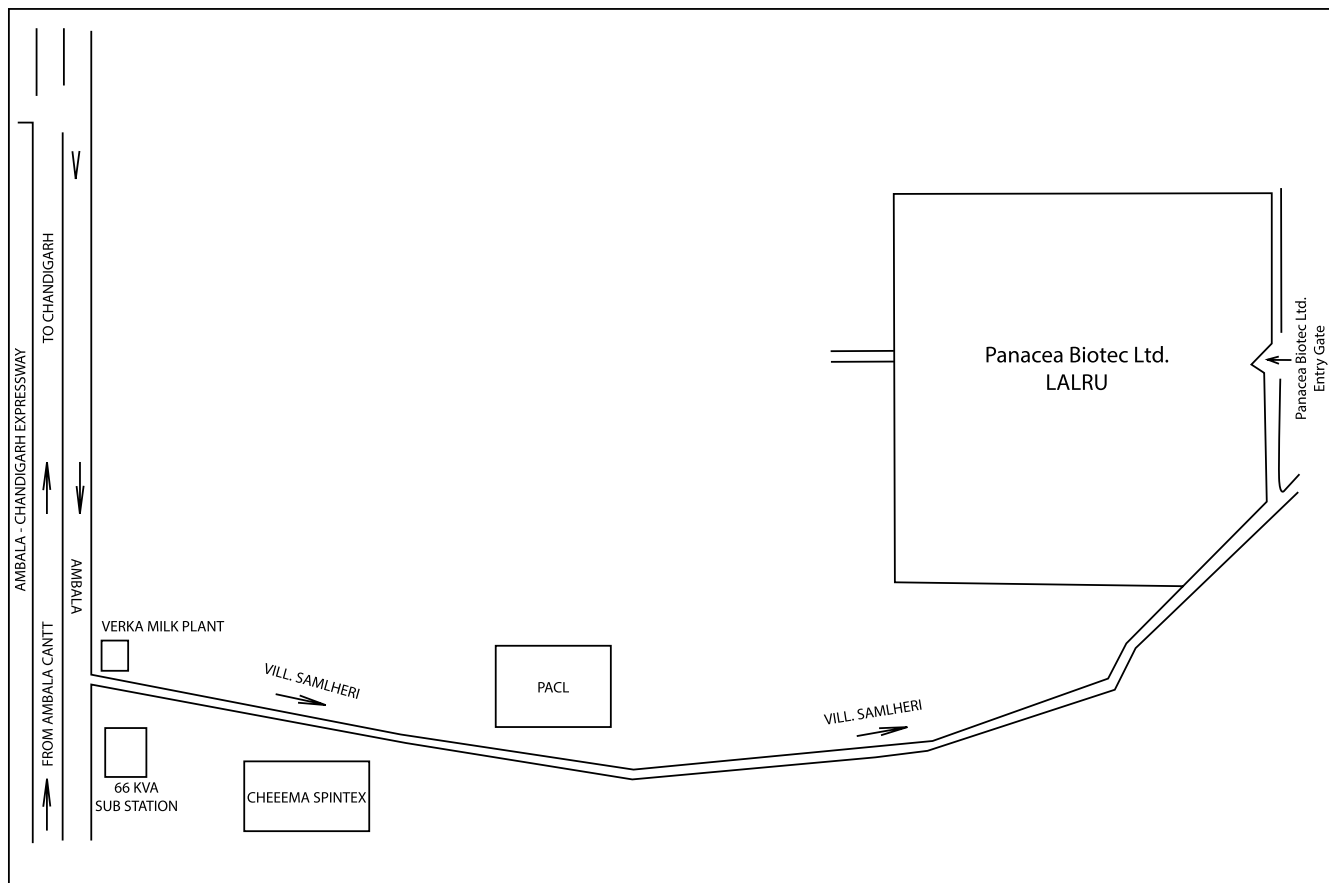 AMBALA - CHANDIGARH EXPRESSWAY
TO CHANDIGARH
FROM AMBALA CANTT
AMBALA
VERKA MILK PLANT
66 KVA
SUB STATION
VILL. SAMLHERI
CHEEEMA SPINTEX
PACL
VILL. SAMLHERI
Panacea Biotec Ltd.
LALRU
Panacea Biotec Ltd.
Entry Gate